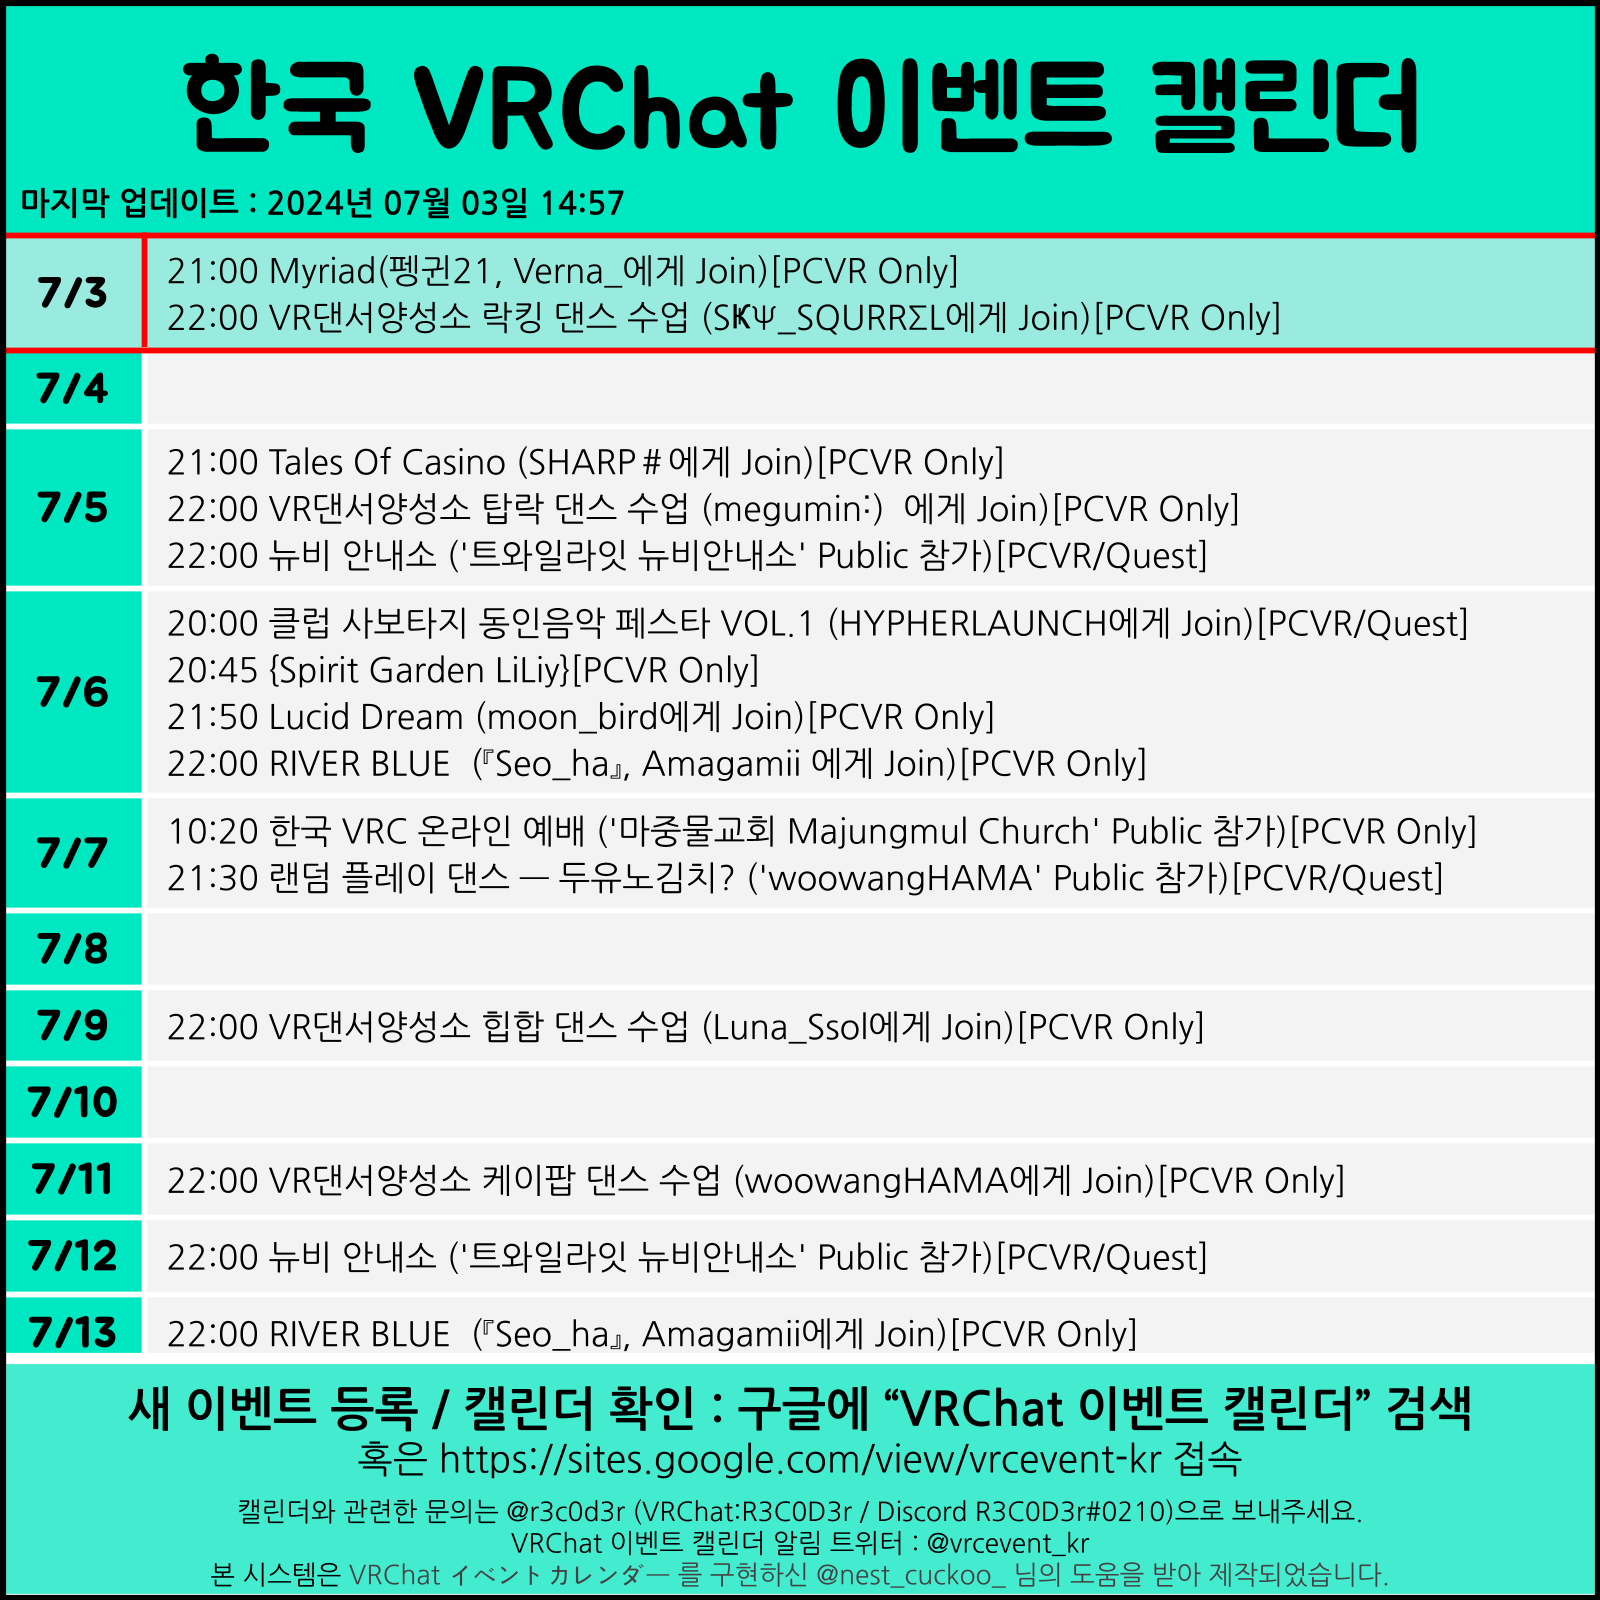 한국 VRChat 이벤트 캘린더
마지막 업데이트 : 2024년 07월 03일 14:57
7/3
21:00 Myriad(펭귄21, Verna_에게 Join)[PCVR Only]
22:00 VR댄서양성소 락킹 댄스 수업 (SҜΨ_SQURRΣL에게 Join)[PCVR Only]
7/4
7/5
21:00 Tales Of Casino (SHARP＃에게 Join)[PCVR Only]
22:00 VR댄서양성소 탑락 댄스 수업 (megumin˸)  에게 Join)[PCVR Only]
22:00 뉴비 안내소 ('트와일라잇 뉴비안내소' Public 참가)[PCVR/Quest]
7/6
20:00 클럽 사보타지 동인음악 페스타 VOL.1 (HYPHERLAUNCH에게 Join)[PCVR/Quest]
20:45 {Spirit Garden LiLiy}[PCVR Only]
21:50 Lucid Dream (moon_bird에게 Join)[PCVR Only]
22:00 RIVER BLUE  (『Seo_ha』, Amagamii 에게 Join)[PCVR Only]
7/7
10:20 한국 VRC 온라인 예배 ('마중물교회 Majungmul Church' Public 참가)[PCVR Only]
21:30 랜덤 플레이 댄스 — 두유노김치? ('woowangHAMA' Public 참가)[PCVR/Quest]
7/8
7/9
22:00 VR댄서양성소 힙합 댄스 수업 (Luna_Ssol에게 Join)[PCVR Only]
7/10
7/11
22:00 VR댄서양성소 케이팝 댄스 수업 (woowangHAMA에게 Join)[PCVR Only]
7/12
22:00 뉴비 안내소 ('트와일라잇 뉴비안내소' Public 참가)[PCVR/Quest]
7/13
22:00 RIVER BLUE  (『Seo_ha』, Amagamii에게 Join)[PCVR Only]
새 이벤트 등록 / 캘린더 확인 : 구글에 “VRChat 이벤트 캘린더” 검색
혹은 https://sites.google.com/view/vrcevent-kr 접속
캘린더와 관련한 문의는 @r3c0d3r (VRChat:R3C0D3r / Discord R3C0D3r#0210)으로 보내주세요.
VRChat 이벤트 캘린더 알림 트위터 : @vrcevent_kr
본 시스템은 VRChat イベントカレンダー 를 구현하신 @nest_cuckoo_ 님의 도움을 받아 제작되었습니다.